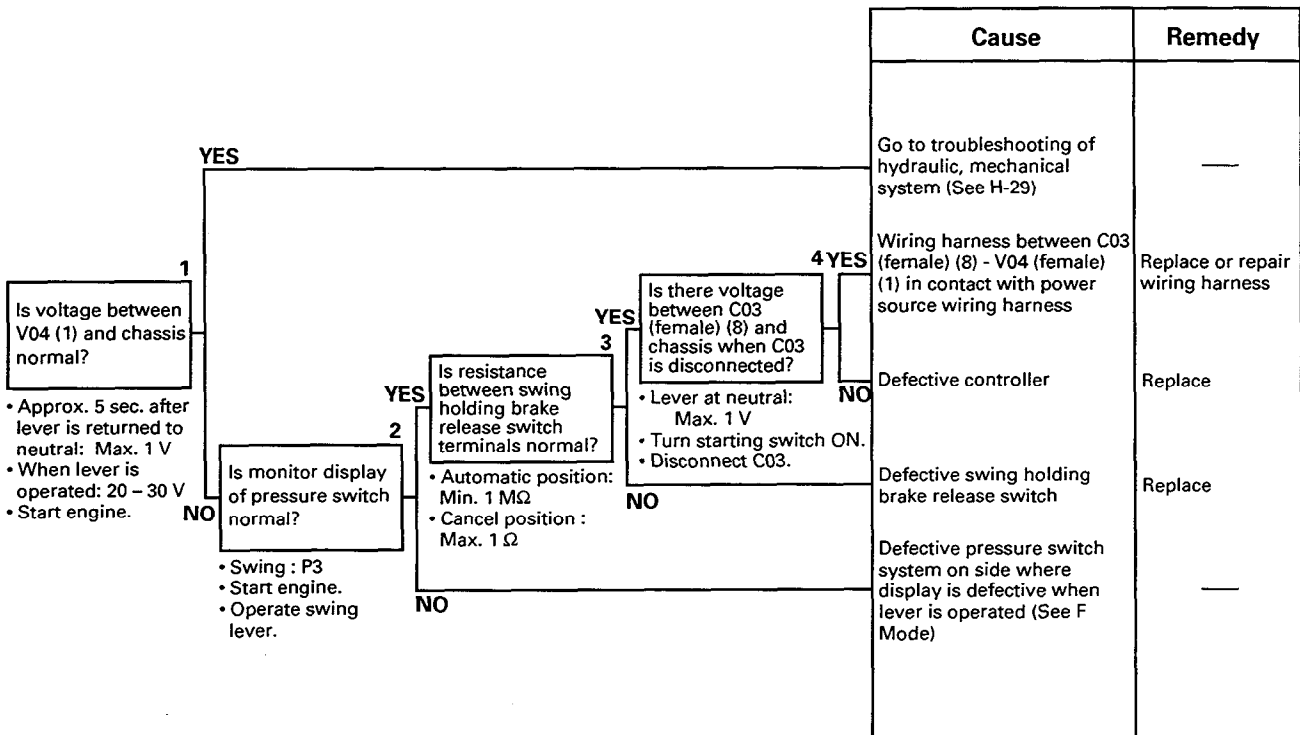 Cause
Remedy
YES
Go to troubleshooting of
hydraulic, mechanical
system (See H-29)
—
1
Is voltage between
V04 (1) and chassis
normal?
• Approx. 5 sec. after
lever is returned to
neutral: Max. 1 V
• When lever is
operated: 20 – 30 V
• Start engine.
NO
2
Is monitor display
of pressure switch
normal?
• Swing : P3
• Start engine.
• Operate swing
lever.
YES
3
Is resistance
between swing
holding brake
release switch
terminals normal?
• Automatic position:
Min. 1 MΩ
• Cancel position :
Max. 1 Ω
YES
4
Is there voltage
between C03
(female) (8) and
chassis when C03
is disconnected?
• Lever at neutral:
Max. 1 V
• Turn starting switch ON.
• Disconnect C03.
YES
Wiring harness between C03
(female) (8) - V04 (female)
(1) in contact with power
source wiring harness
Replace or repair
wiring harness
NO
Defective controller
Replace
NO
Defective swing holding
brake release switch
Replace
NO
Defective pressure switch
system on side where
display is defective when
lever is operated (See F
Mode)
—